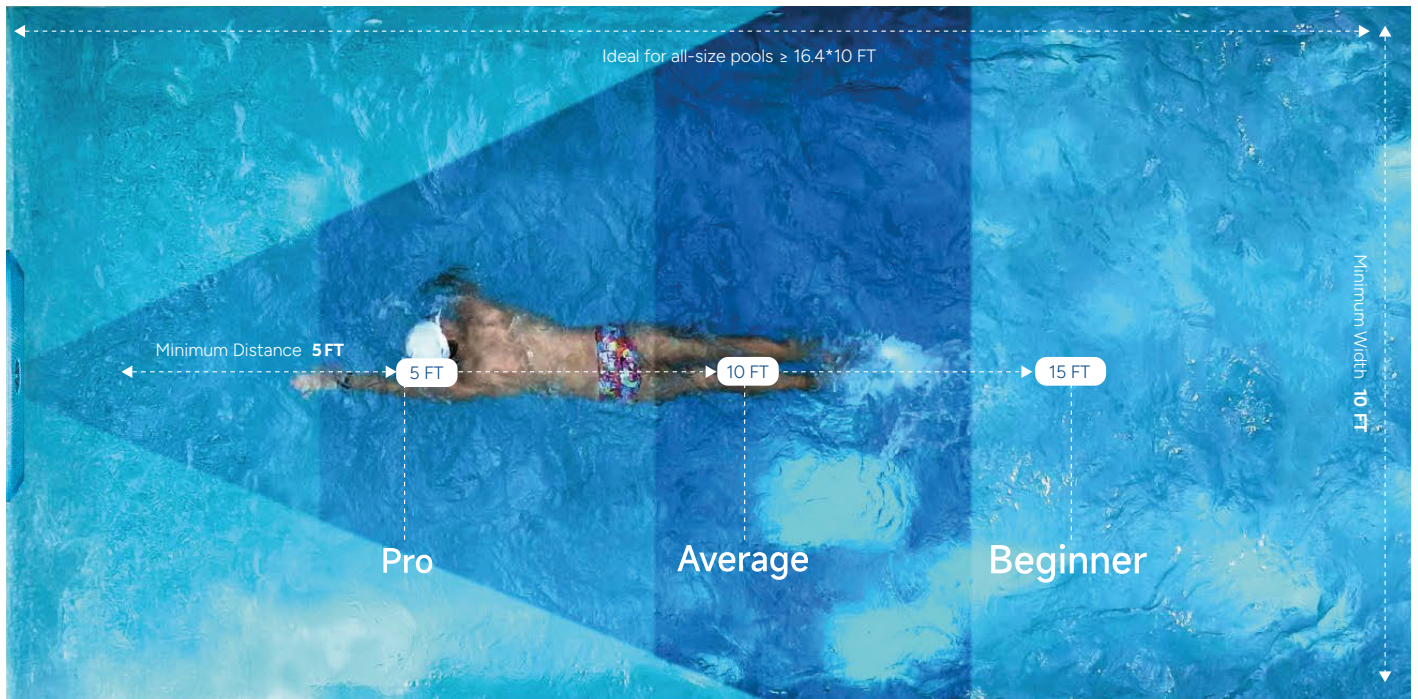 Ideal for all-size pools ≥ 16.4*10 FT
Minimum Distance 5 FT
5 FT
10 FT
15 FT
Minimum Width 10 FT
Pro
Average
Beginner